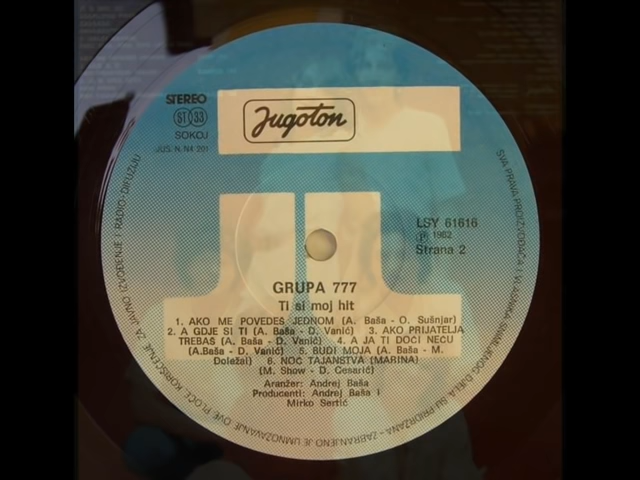 STEREO
ST 33
SOKOJ
JUS. N. N4. 201
Jugoton
LSY 61616
℗ 1982
Strana 2
GRUPA 777
Ti si moj hit
1. AKO ME POVEDEŠ JEDNOM (A. Baša - O. Sušnjar)
2. A GDJE SI TI (A. Baša - D. Vanić) 3. AKO PRIJATELJA
TREBAŠ (A. Baša - D. Vanić) 4. A JA TI DOĆI NEĆU
(A.Baša - D. Vanić) 5. BUDI MOJA (A. Baša - M.
Doležal) 6. NOĆ TAJANSTVA (MARINA)
(M. Show - D. Cesarić)
Aranžer: Andrej Baša
Producenti: Andrej Baša i
Mirko Sertić
SVA PRAVA PROIZVOĐAČA I VLASNIKA SNIMLJENOG DJELA SU PRIDRŽANA - ZABRANJENO JE UMNOŽAVANJE OVE PLOČE, KORIŠĆENJE ZA JAVNO IZVOĐENJE I RADIO-DIFUZIJU